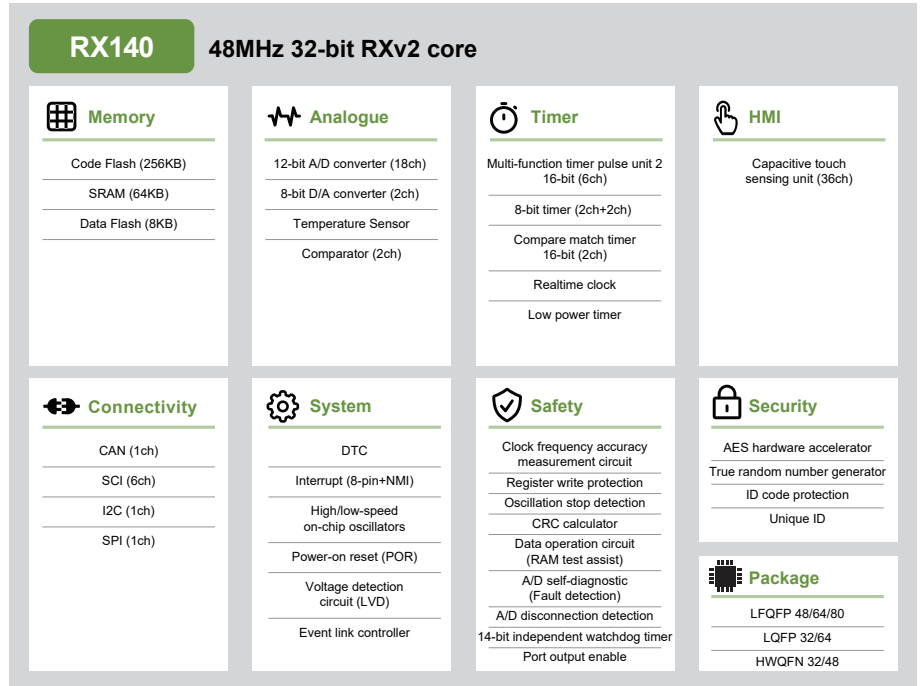 RX140
48MHz 32-bit RXv2 core
Memory
Code Flash (256KB)
SRAM (64KB)
Data Flash (8KB)
Analogue
12-bit A/D converter (18ch)
8-bit D/A converter (2ch)
Temperature Sensor
Comparator (2ch)
Timer
Multi-function timer pulse unit 2
16-bit (6ch)
8-bit timer (2ch+2ch)
Compare match timer
16-bit (2ch)
Realtime clock
Low power timer
HMI
Capacitive touch
sensing unit (36ch)
Connectivity
CAN (1ch)
SCI (6ch)
I2C (1ch)
SPI (1ch)
System
DTC
Interrupt (8-pin+NMI)
High/low-speed
on-chip oscillators
Power-on reset (POR)
Voltage detection
circuit (LVD)
Event link controller
Safety
Clock frequency accuracy
measurement circuit
Register write protection
Oscillation stop detection
CRC calculator
Data operation circuit
(RAM test assist)
A/D self-diagnostic
(Fault detection)
A/D disconnection detection
14-bit independent watchdog timer
Port output enable
Security
AES hardware accelerator
True random number generator
ID code protection
Unique ID
Package
LFQFP 48/64/80
LQFP 32/64
HWQFN 32/48